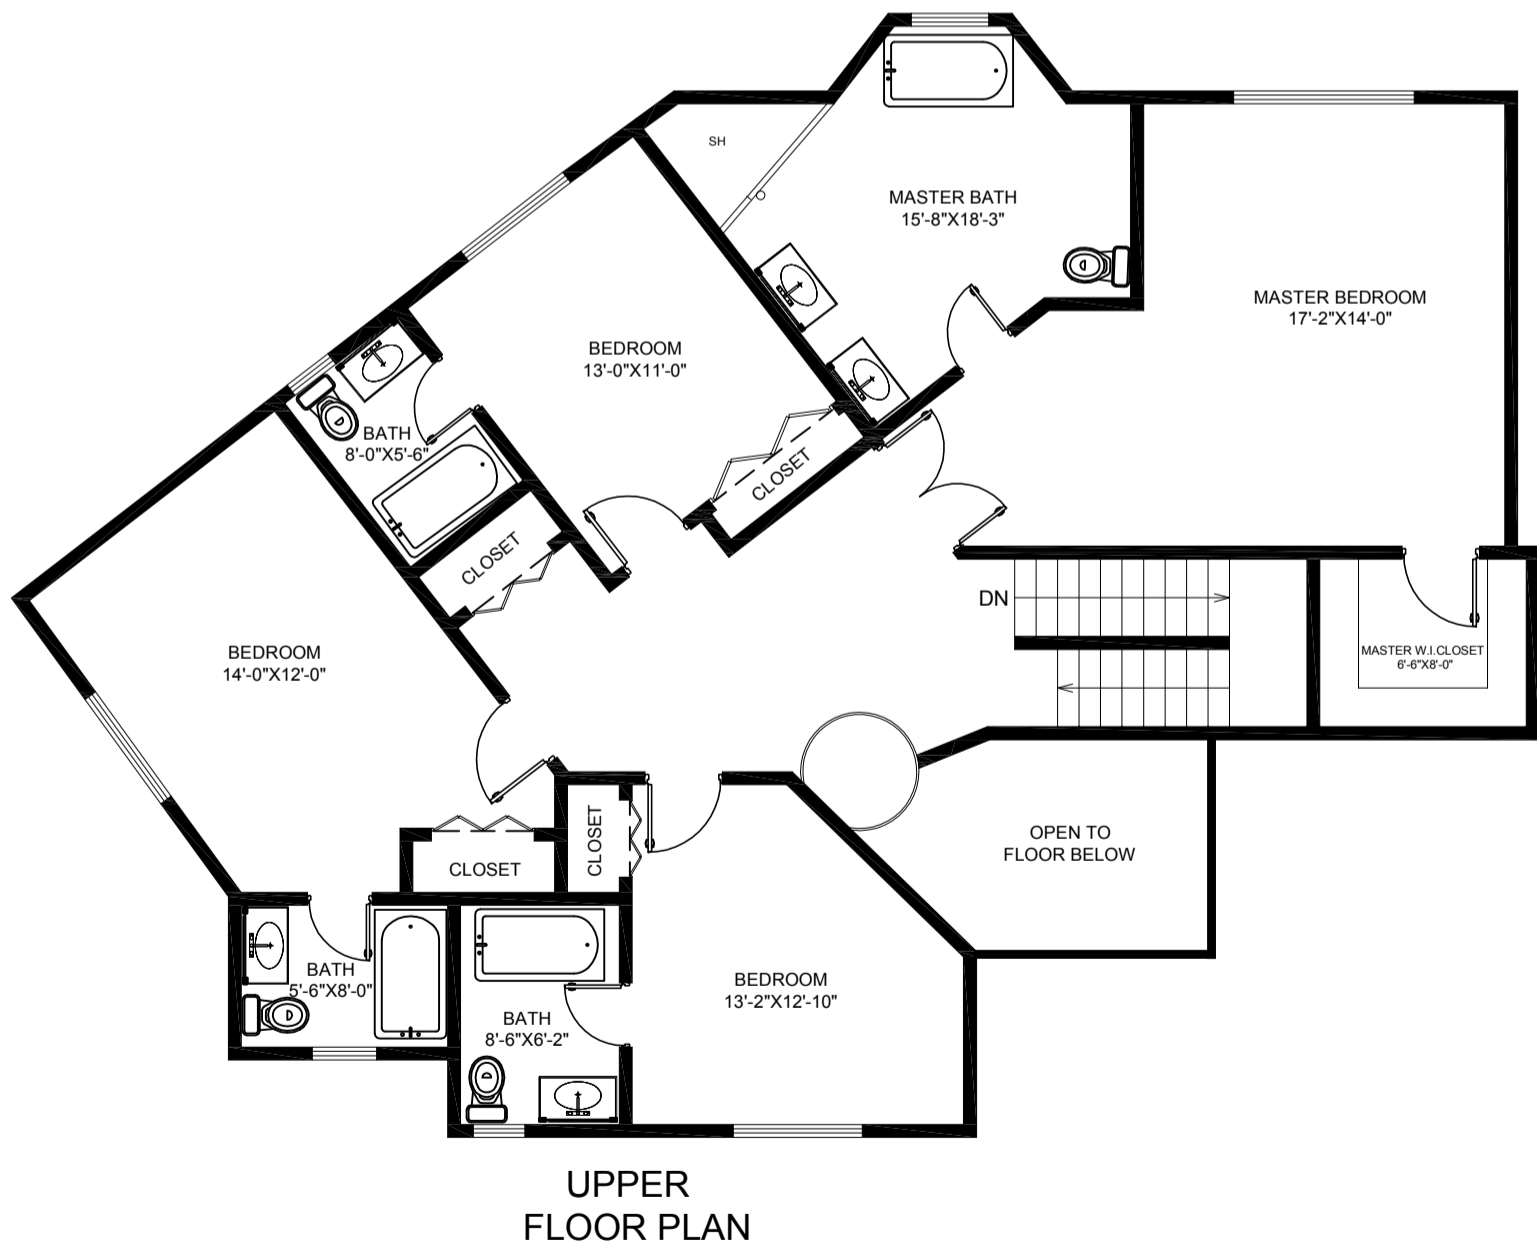 SH
MASTER BATH
15'-8"X18'-3"
MASTER BEDROOM
17'-2"X14'-0"
BEDROOM
13'-0"X11'-0"
BATH
8'-0"X5'-6"
CLOSET
CLOSET
DN
BEDROOM
14'-0"X12'-0"
MASTER W.I.CLOSET
6'-6"X8'-0"
OPEN TO
FLOOR BELOW
CLOSET
CLOSET
BATH
5'-6"X8'-0"
BEDROOM
13'-2"X12'-10"
BATH
8'-6"X6'-2"
UPPER
FLOOR PLAN